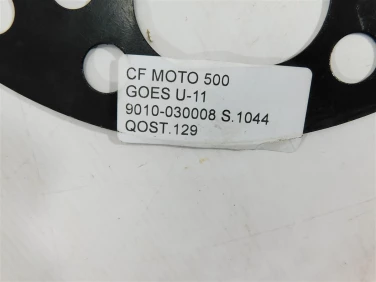 CF MOTO 500
GOES U-11
9010-030008 S.1044
QOST.129